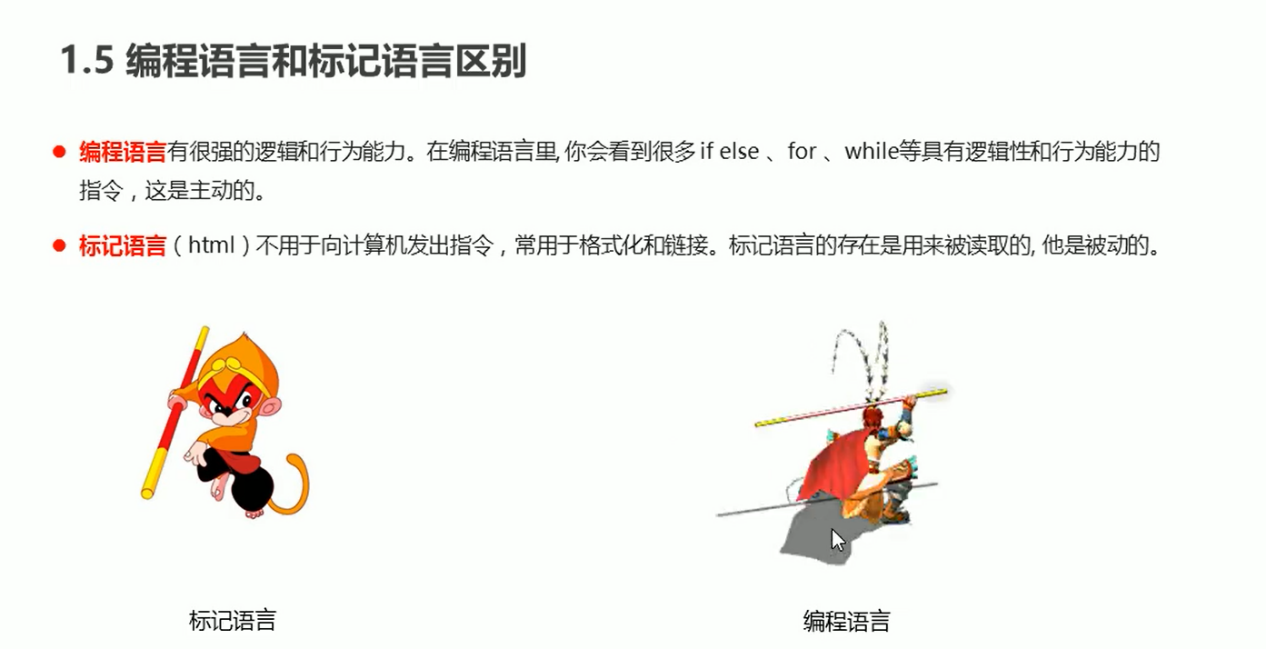 1.5 编程语言和标记语言区别
编程语言有很强的逻辑和行为能力。在编程语言里, 你会看到很多 if else 、for 、while等具有逻辑性和行为能力的
指令，这是主动的。
标记语言（html）不用于向计算机发出指令，常用于格式化和链接。标记语言的存在是用来被读取的, 他是被动的。
标记语言
编程语言